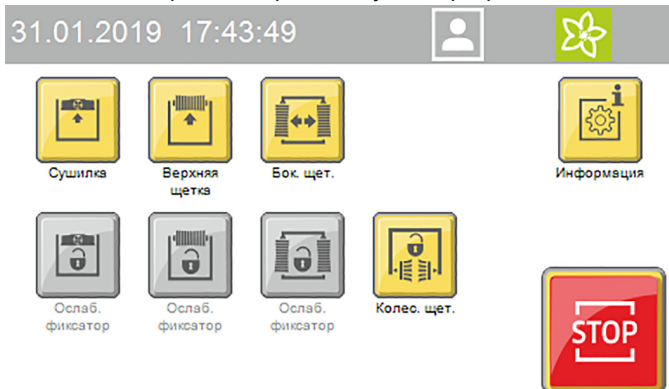 31.01.2019 17:43:49
Сушилка
Верхняя
щетка
Бок. щет.
i
Информация
Ослаб.
фиксатор
Ослаб.
фиксатор
Ослаб.
фиксатор
Колес. щет.
STOP